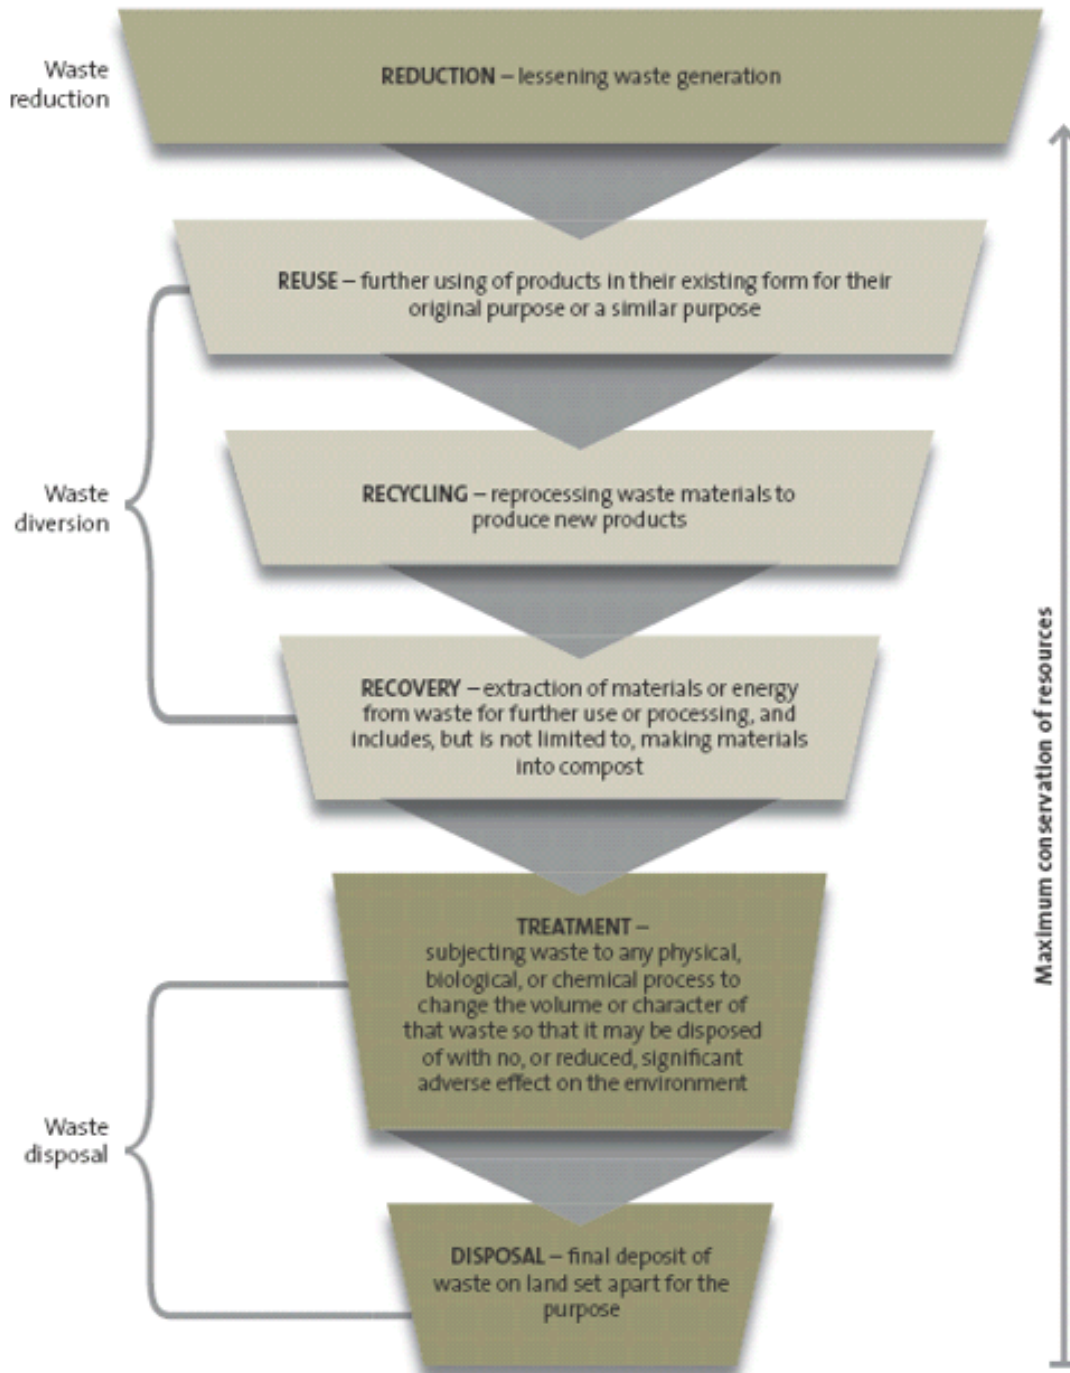 Waste
reduction
REDUCTION – lessening waste generation
REUSE – further using of products in their existing form for their
original purpose or a similar purpose
Waste
diversion
RECYCLING – reprocessing waste materials to
produce new products
RECOVERY – extraction of materials or energy
from waste for further use or processing, and
includes, but is not limited to, making materials
into compost
TREATMENT –
subjecting waste to any physical,
biological, or chemical process to
change the volume or character of
that waste so that it may be disposed
of with no, or reduced, significant
adverse effect on the environment
Waste
disposal
DISPOSAL – final deposit of
waste on land set apart for the
purpose
Maximum conservation of resources